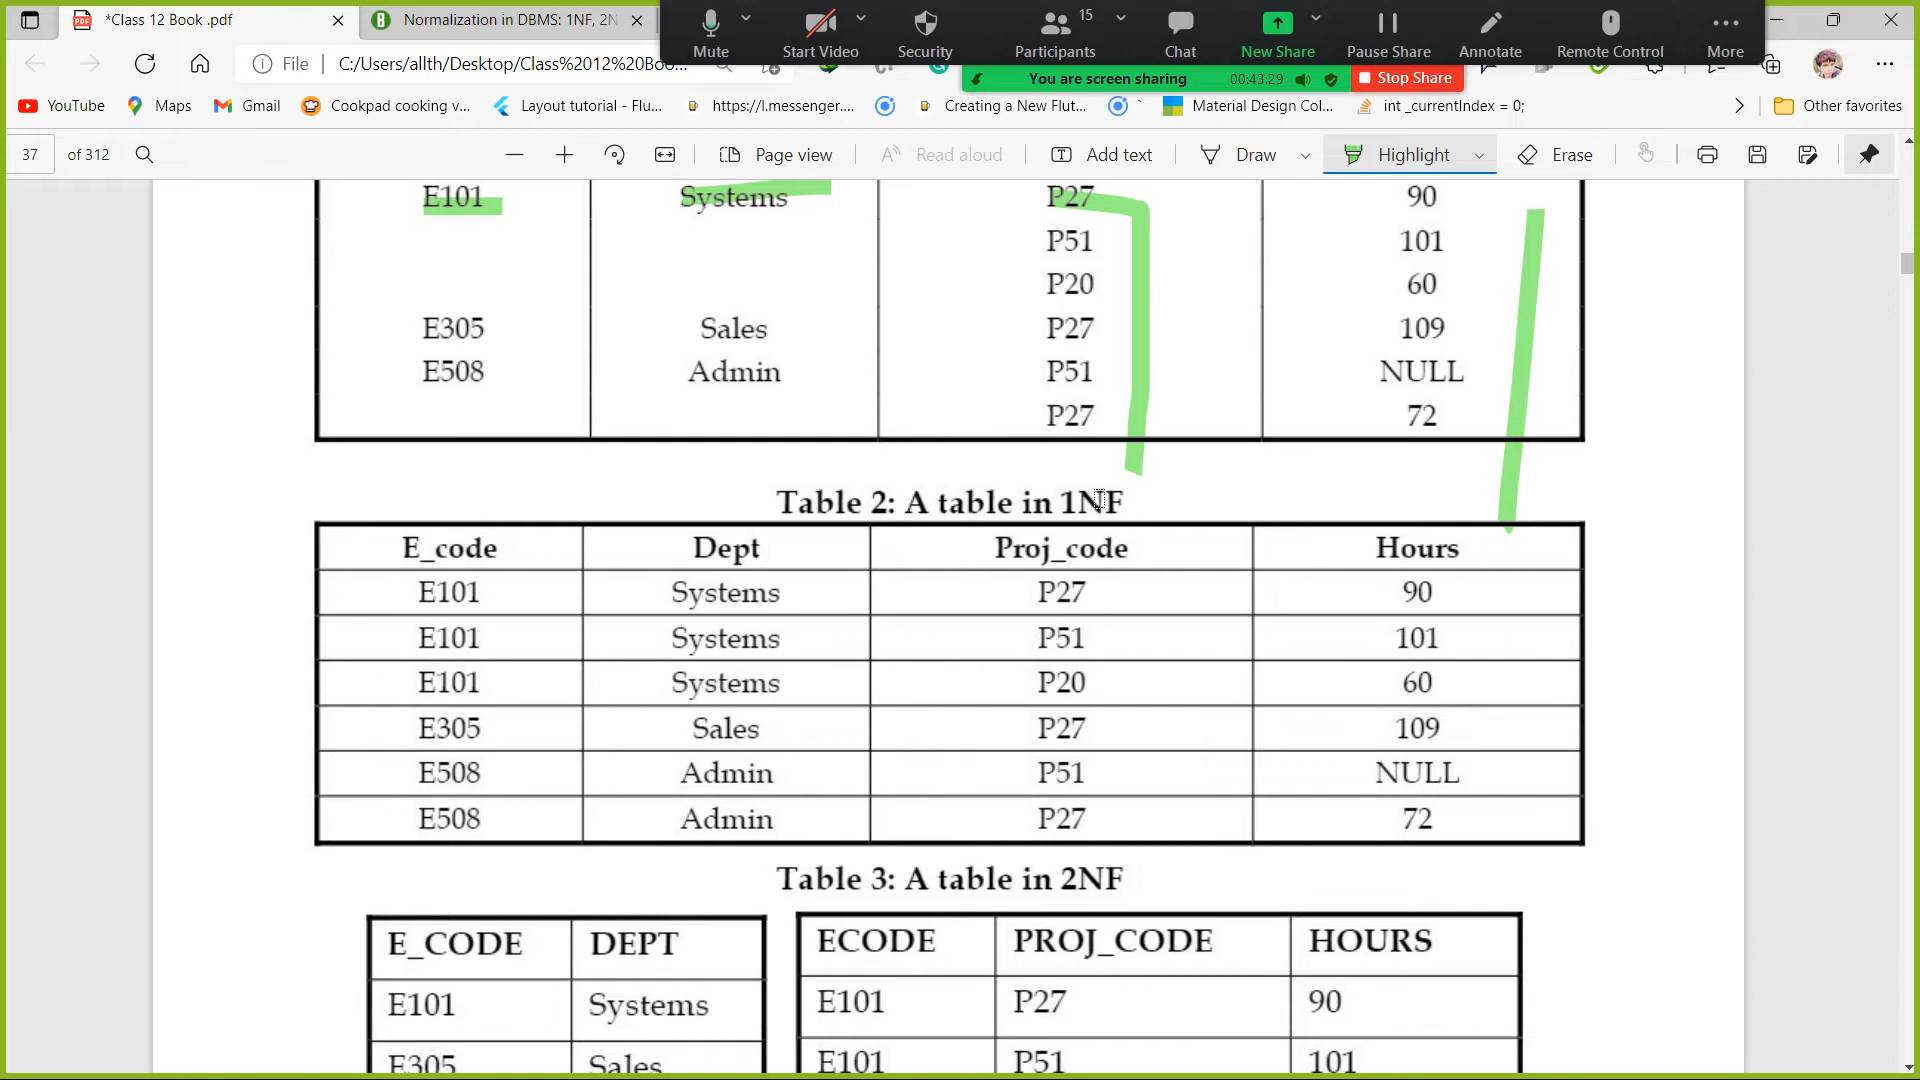 *Class 12 Book .pdf
Normalization in DBMS: 1NF, 2N
Mute
Start Video
Security
15
Participants
Chat
New Share
Pause Share
Annotate
Remote Control
More
File
C:/Users/allth/Desktop/Class%2012%20Boo...
You are screen sharing
00:43:29
Stop Share
YouTube
Maps
Gmail
Cookpad cooking v...
Layout tutorial - Flu...
https://l.messenger....
Creating a New Flut...
Material Design Col...
int _currentIndex = 0;
Other favorites
37
of 312
Page view
Read aloud
Add text
Draw
Highlight
Erase
E101 Systems P27 90
P51 101
P20 60
E305 Sales P27 109
E508 Admin P51 NULL
P27 72
Table 2: A table in 1NF
E_code Dept Proj_code Hours
E101 Systems P27 90
E101 Systems P51 101
E101 Systems P20 60
E305 Sales P27 109
E508 Admin P51 NULL
E508 Admin P27 72
Table 3: A table in 2NF
E_CODE DEPT
E101 Systems
E305 Sales
ECODE PROJ_CODE HOURS
E101 P27 90
E101 P51 101